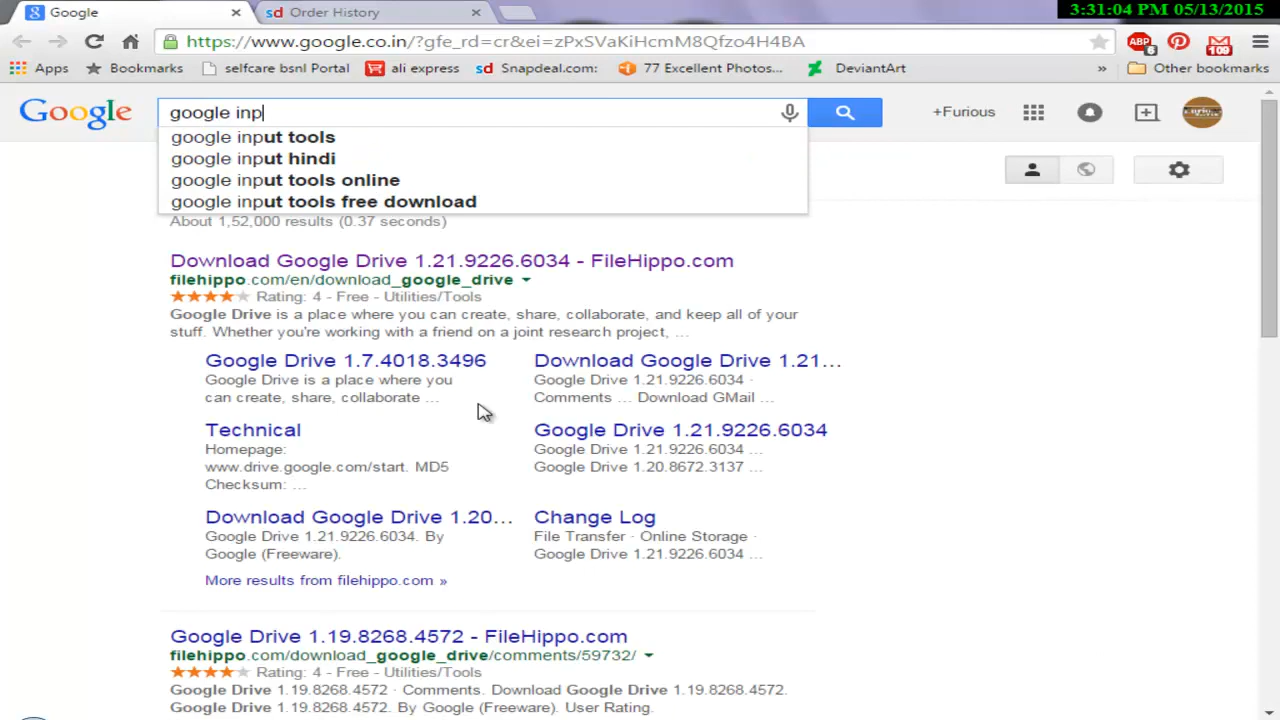 3:31:04 PM 05/13/2015
Google
sd Order History
https://www.google.co.in/?gfe_rd=cr&ei=zPxSVaKiHcmM8Qfzo4H4BA
ABP 6
109
Apps
Bookmarks
selfcare bsnl Portal
ali express
sd Snapdeal.com:
77 Excellent Photos...
DeviantArt
»
Other bookmarks
Google
google inp
+Furious
google input tools
google input hindi
google input tools online
google input tools free download
About 1,52,000 results (0.37 seconds)
Download Google Drive 1.21.9226.6034 - FileHippo.com
filehippo.com/en/download_google_drive
Rating: 4 - Free - Utilities/Tools
Google Drive is a place where you can create, share, collaborate, and keep all of your
stuff. Whether you're working with a friend on a joint research project, ...
Google Drive 1.7.4018.3496
Google Drive is a place where you
can create, share, collaborate ...
Download Google Drive 1.21...
Google Drive 1.21.9226.6034 ·
Comments ... Download GMail ...
Technical
Homepage:
www.drive.google.com/start. MD5
Checksum: ...
Google Drive 1.21.9226.6034
Google Drive 1.21.9226.6034 ...
Google Drive 1.20.8672.3137 ...
Download Google Drive 1.20...
Google Drive 1.21.9226.6034. By
Google (Freeware).
Change Log
File Transfer · Online Storage ·
Google Drive 1.21.9226.6034 ...
More results from filehippo.com »
Google Drive 1.19.8268.4572 - FileHippo.com
filehippo.com/download_google_drive/comments/59732/
Rating: 4 - Free - Utilities/Tools
Google Drive 1.19.8268.4572 · Comments. Download Google Drive 1.19.8268.4572.
Google Drive 1.19.8268.4572. By Google (Freeware). User Rating.